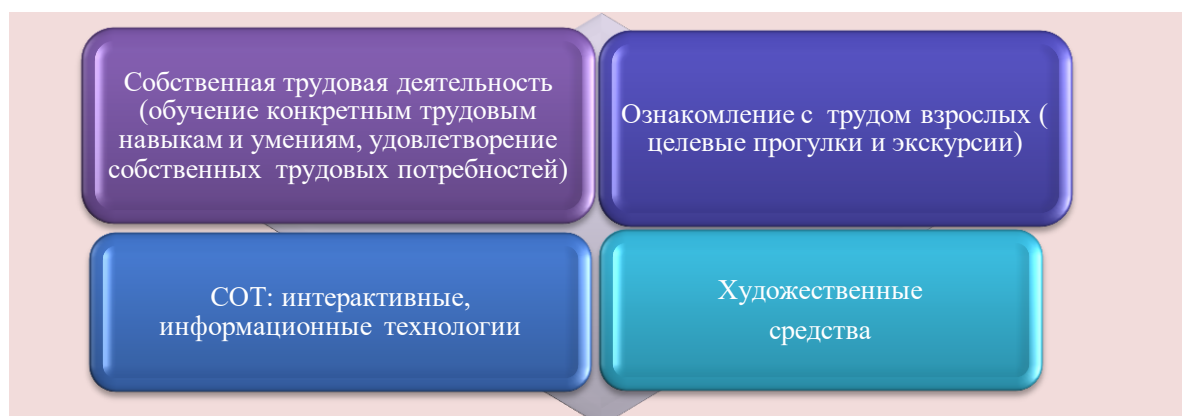 Собственная трудовая деятельность
(обучение конкретным трудовым
навыкам и умениям, удовлетворение
собственных трудовых потребностей)
Ознакомление с трудом взрослых (
целевые прогулки и экскурсии)
СОТ: интерактивные,
информационные технологии
Художественные
средства